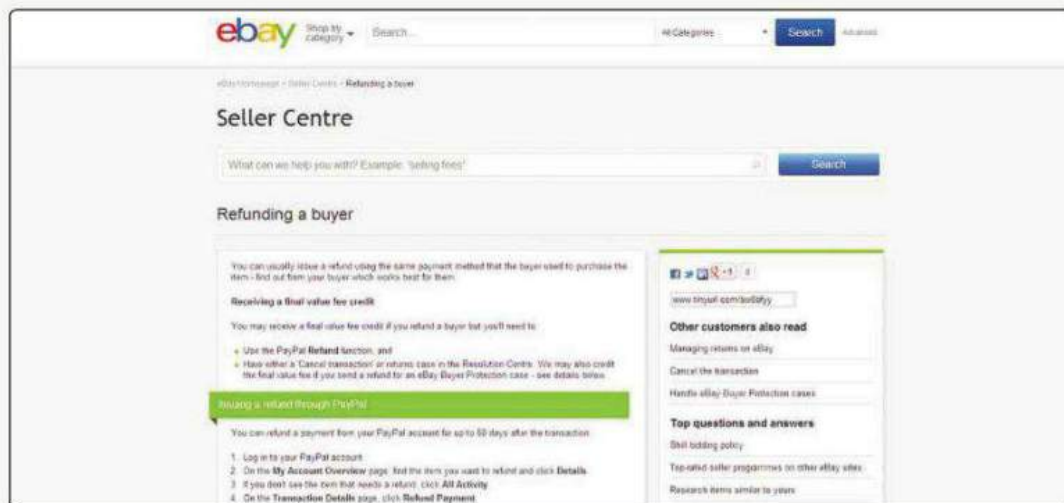 ebay
Shop by
category
Search...
All Categories
Search
Advanced
eBay Homepage > Seller Centre > Refunding a buyer
Seller Centre
What can we help you with? Example: 'selling fees'
Search
Refunding a buyer
You can usually issue a refund using the same payment method that the buyer used to purchase the
item - find out from your buyer which works best for them.
Receiving a final value fee credit
You may receive a final value fee credit if you refund a buyer but you'll need to:
Use the PayPal Refund function, and
Have either a 'Cancel transaction' or returns case in the Resolution Centre. We may also credit
the final value fee if you send a refund for an eBay Buyer Protection case - see details below.
Issuing a refund through PayPal
You can refund a payment from your PayPal account for up to 60 days after the transaction.
1. Log in to your PayPal account
2. On the My Account Overview page, find the item you want to refund and click Details
3. If you don't see the item that needs a refund, click All Activity
4. On the Transaction Details page, click Refund Payment
+1 0
Other customers also read
Managing returns on eBay
Cancel the transaction
Handle eBay Buyer Protection cases
Top questions and answers
Shill bidding policy
Top-rated seller programmes on other eBay sites
Research items similar to yours